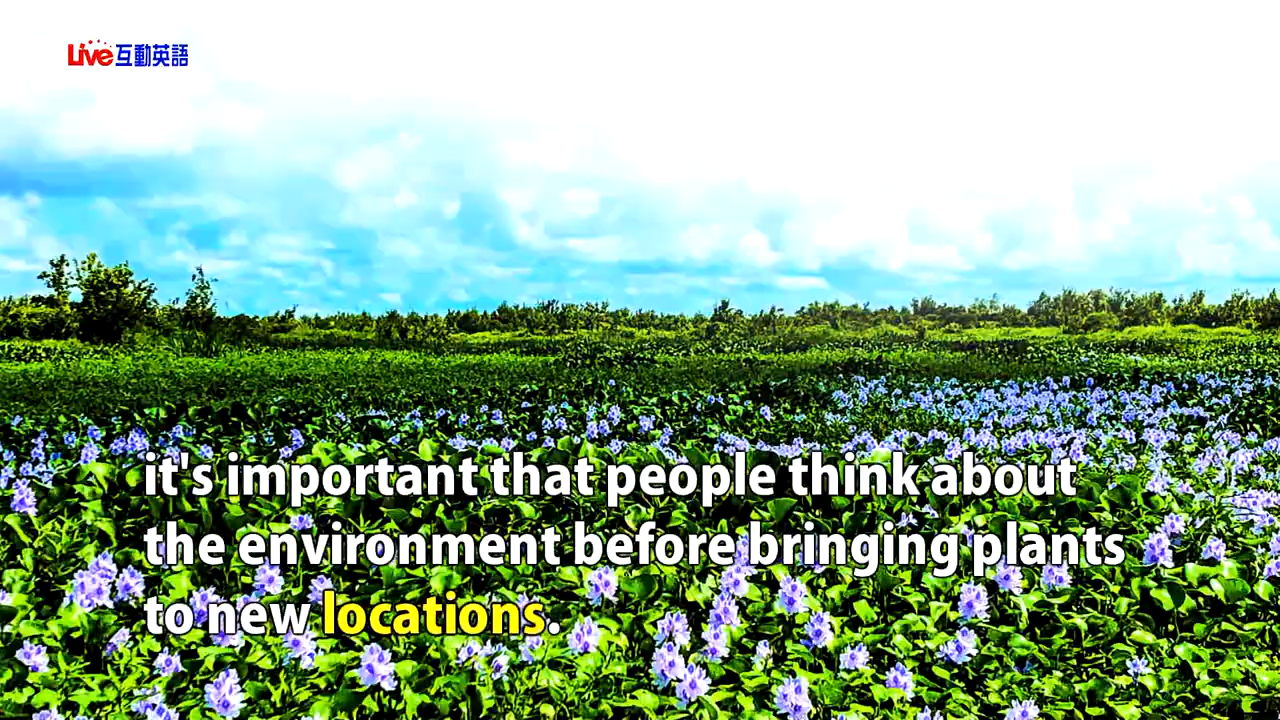 Live互動英語
it's important that people think about
the environment before bringing plants
to new locations.